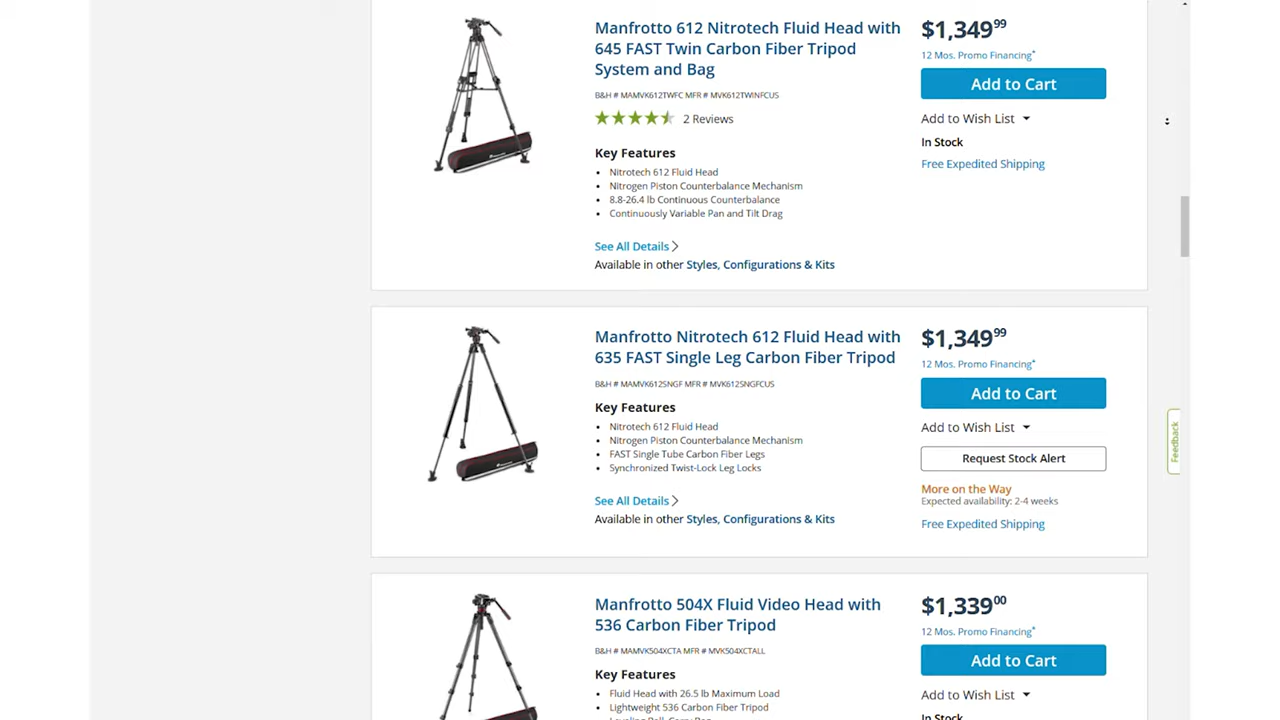 Manfrotto 612 Nitrotech Fluid Head with
645 FAST Twin Carbon Fiber Tripod
System and Bag
B&H # MAMVK612TWFC MFR # MVK612TWINFCUS
2 Reviews
Key Features
Nitrotech 612 Fluid Head
Nitrogen Piston Counterbalance Mechanism
8.8-26.4 lb Continuous Counterbalance
Continuously Variable Pan and Tilt Drag
See All Details
Available in other Styles, Configurations & Kits
$1,349.99
12 Mos. Promo Financing*
Add to Cart
Add to Wish List
In Stock
Free Expedited Shipping
Manfrotto Nitrotech 612 Fluid Head with
635 FAST Single Leg Carbon Fiber Tripod
B&H # MAMVK612SNGF MFR # MVK612SNGFCUS
Key Features
Nitrotech 612 Fluid Head
Nitrogen Piston Counterbalance Mechanism
FAST Single Tube Carbon Fiber Legs
Synchronized Twist-Lock Leg Locks
See All Details
Available in other Styles, Configurations & Kits
$1,349.99
12 Mos. Promo Financing*
Add to Cart
Add to Wish List
Request Stock Alert
More on the Way
Expected availability: 2-4 weeks
Free Expedited Shipping
Feedback
Manfrotto 504X Fluid Video Head with
536 Carbon Fiber Tripod
B&H # MAMVK504XCTA MFR # MVK504XCTALL
Key Features
Fluid Head with 26.5 lb Maximum Load
Lightweight 536 Carbon Fiber Tripod
$1,339.00
12 Mos. Promo Financing*
Add to Cart
Add to Wish List
In Stock